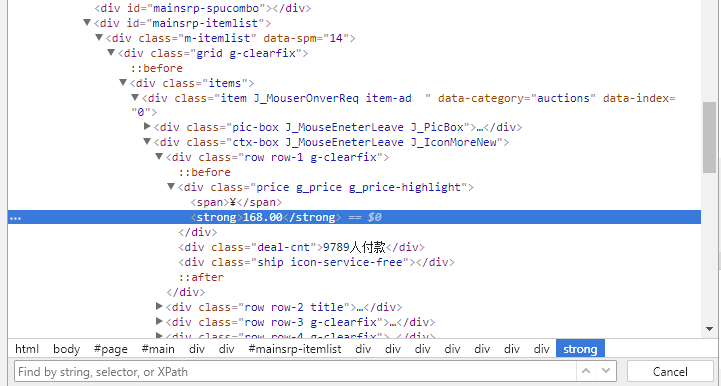 <div id="mainsrp-spucombo"></div>
▼<div id="mainsrp-itemlist">
▼<div class="m-itemlist" data-spm="14">
▼<div class="grid g-clearfix">
::before
▼<div class="items">
▼<div class="item J_MouserOnverReq item-ad  " data-category="auctions" data-index=
"0">
▶<div class="pic-box J_MouseEneterLeave J_PicBox">…</div>
▼<div class="ctx-box J_MouseEneterLeave J_IconMoreNew">
▼<div class="row row-1 g-clearfix">
::before
▼<div class="price g_price g_price-highlight">
<span>¥</span>
… <strong>168.00</strong> == $0
</div>
<div class="deal-cnt">9789人付款</div>
<div class="ship icon-service-free"></div>
::after
</div>
▶<div class="row row-2 title">…</div>
▶<div class="row row-3 g-clearfix">…</div>
▶<div class="row row-4 g-clearfix">…</div>
html body #page #main div div #mainsrp-itemlist div div div div div div strong
Find by string, selector, or XPath Cancel